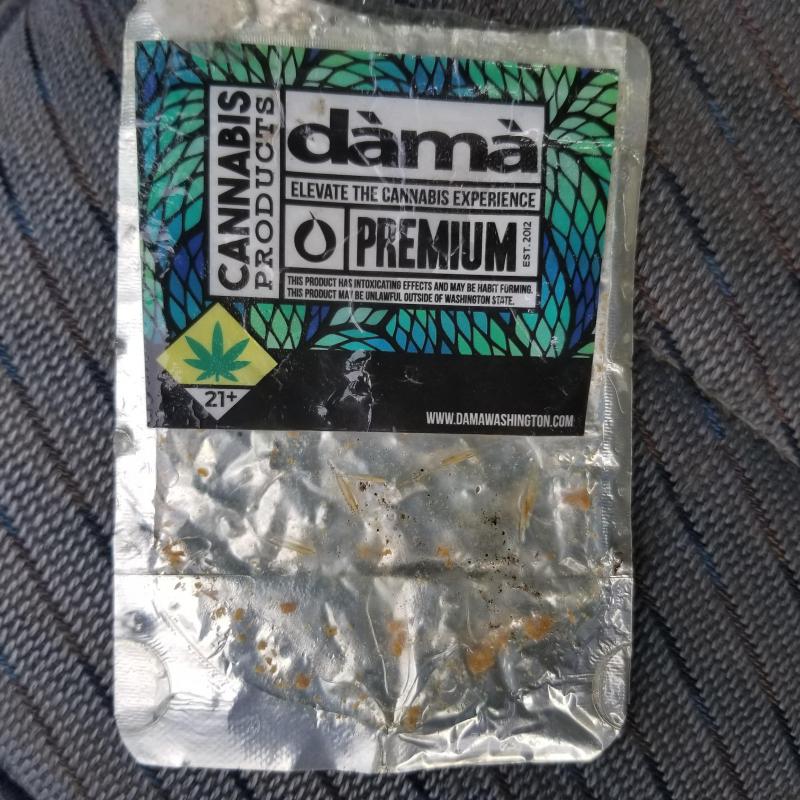 CANNABIS
PRODUCTS
dàmà
ELEVATE THE CANNABIS EXPERIENCE
PREMIUM
EST. 2012
THIS PRODUCT HAS INTOXICATING EFFECTS AND MAY BE HABIT FORMING.
THIS PRODUCT MAY BE UNLAWFUL OUTSIDE OF WASHINGTON STATE.
21+
WWW.DAMAWASHINGTON.COM